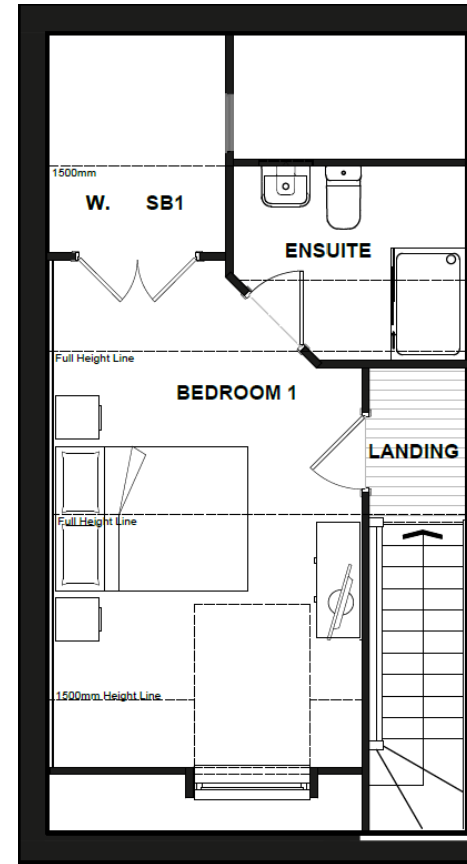 1500mm
W. SB1
ENSUITE
Full Height Line
BEDROOM 1
LANDING
Full Height Line
1500mm Height Line